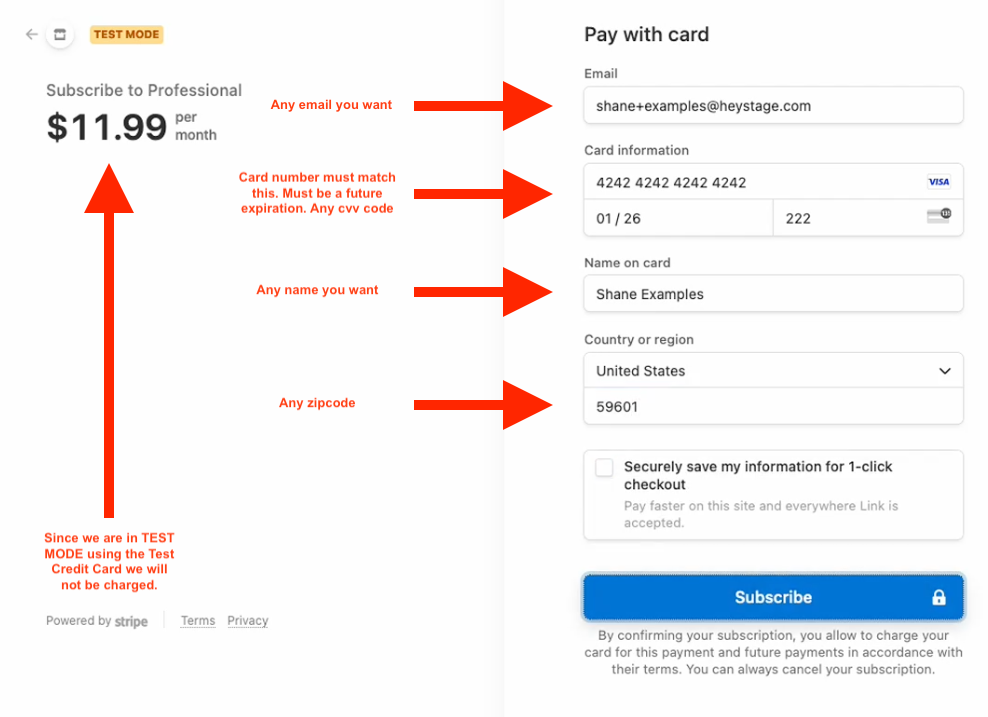 TEST MODE
Subscribe to Professional
$11.99 per
month
Any email you want
Card number must match
this. Must be a future
expiration. Any cvv code
Any name you want
Any zipcode
Since we are in TEST
MODE using the Test
Credit Card we will
not be charged.
Powered by stripe
Terms
Privacy
Pay with card
Email
shane+examples@heystage.com
Card information
4242 4242 4242 4242
VISA
01 / 26
222
135
Name on card
Shane Examples
Country or region
United States
59601
Securely save my information for 1-click
checkout
Pay faster on this site and everywhere Link is
accepted.
Subscribe
By confirming your subscription, you allow to charge your
card for this payment and future payments in accordance with
their terms. You can always cancel your subscription.